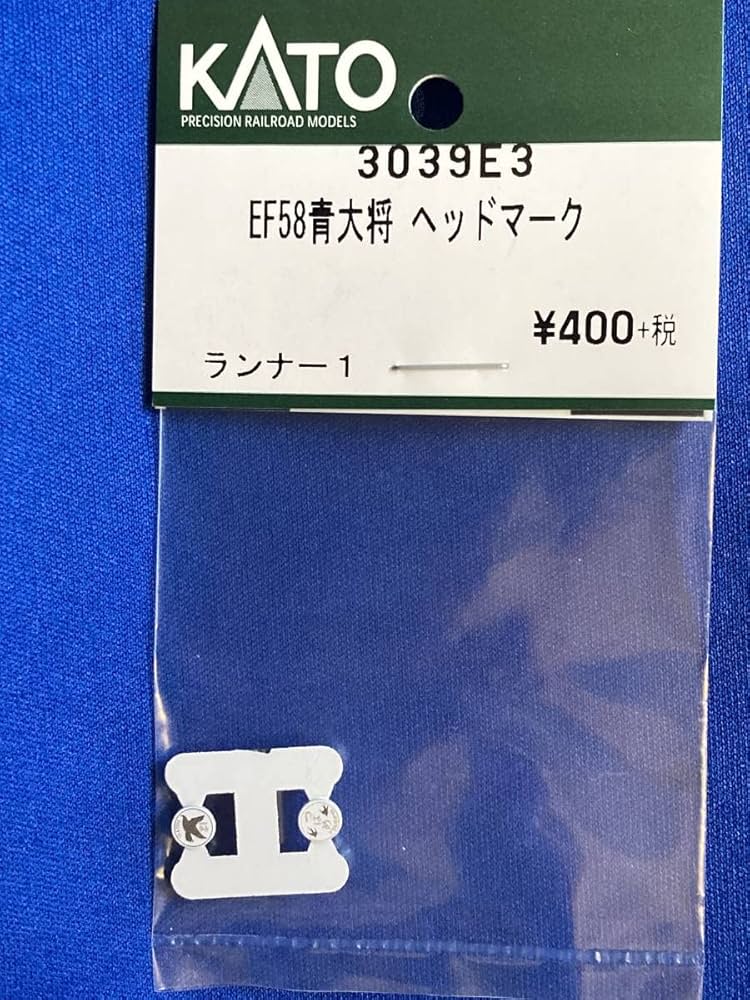 KATO
PRECISION RAILROAD MODELS
3039E3
EF58青大将 ヘッドマーク
¥400+税
ランナー1